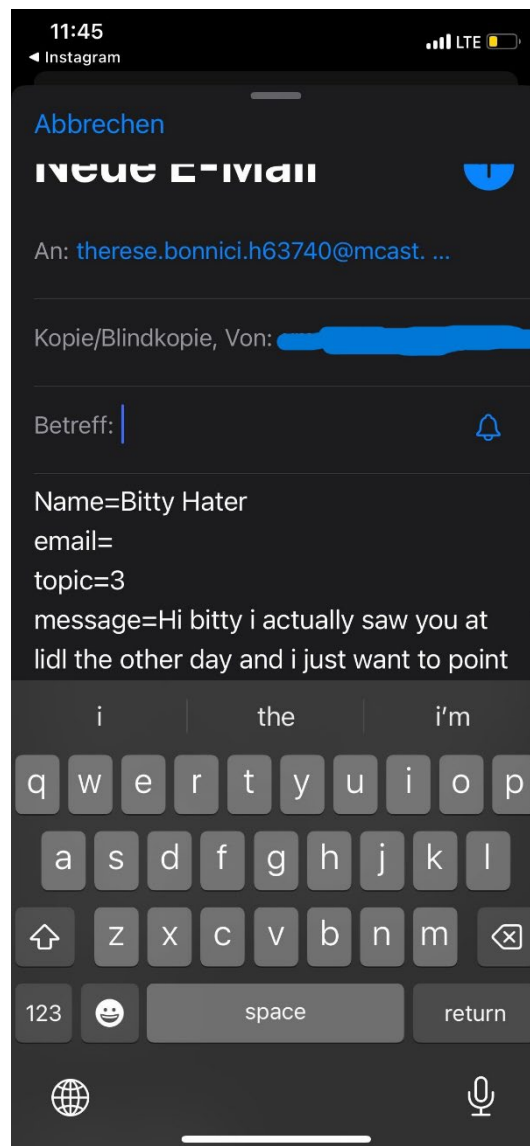 11:45
LTE
◀ Instagram
Abbrechen
Neue E-Mail
An: therese.bonnici.h63740@mcast. ...
Kopie/Blindkopie, Von:
Betreff:
Name=Bitty Hater
email=
topic=3
message=Hi bitty i actually saw you at
lidl the other day and i just want to point
i the i'm
q w e r t y u i o p
a s d f g h j k l
z x c v b n m
123 space return